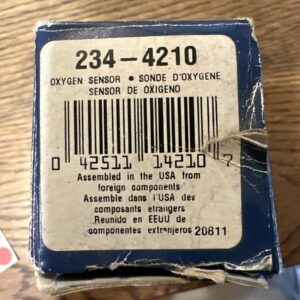 234-4210
OXYGEN SENSOR • SONDE D'OXYGENE
SENSOR DE OXIGENO
0 42511 14210 7
Assembled in the USA from
foreign components
Assemble dans l'USA des
composants etrangers
Reunido en EEUU de
componentes extranjeros 20811